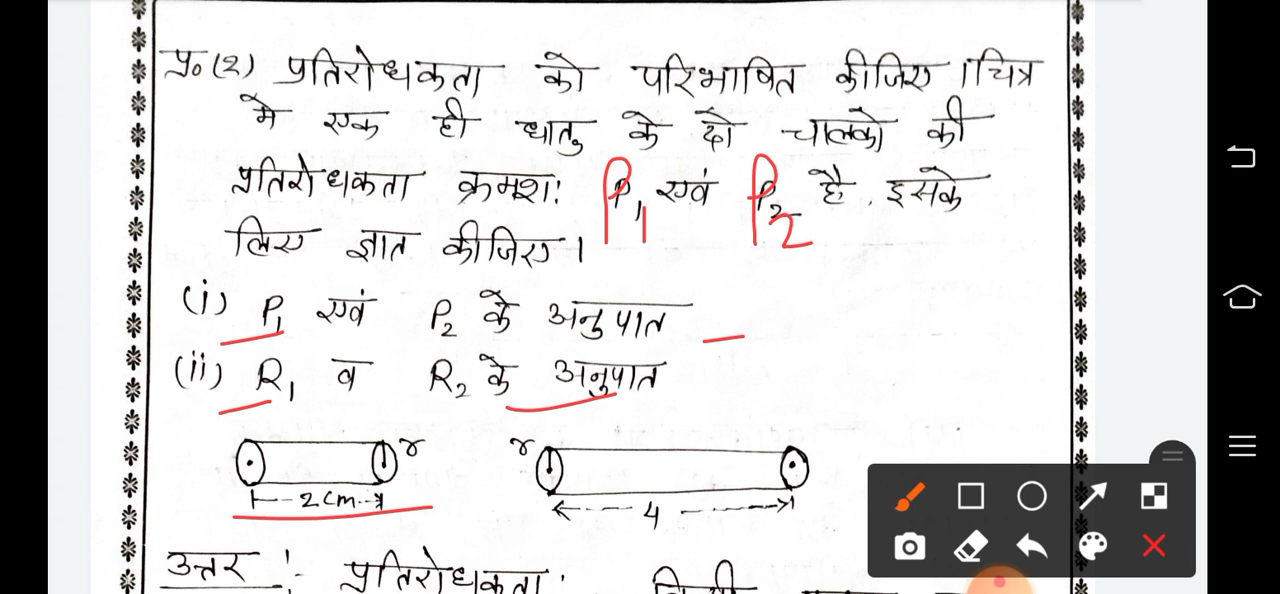 प्र०(2) प्रतिरोधकता को परिभाषित कीजिए । चित्र
में एक ही धातु के दो चालको की
प्रतिरोधकता क्रमशः ρ1 एवं ρ2 है . इसके
लिए ज्ञात कीजिए।
(i) ρ1 एवं ρ2 के अनुपात
(ii) R1 व R2 के अनुपात
r r
2cm 4
उत्तर :- प्रतिरोधकता: किसी